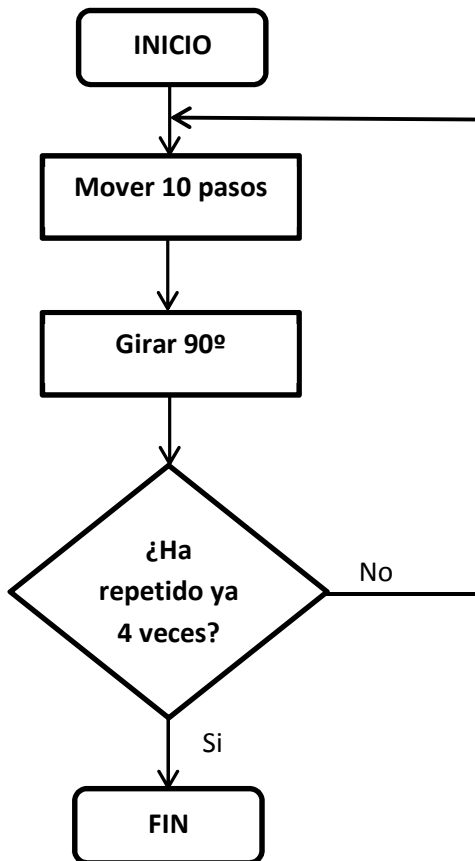 INICIO
Mover 10 pasos
Girar 90º
¿Ha
repetido ya
4 veces?
No
Si
FIN